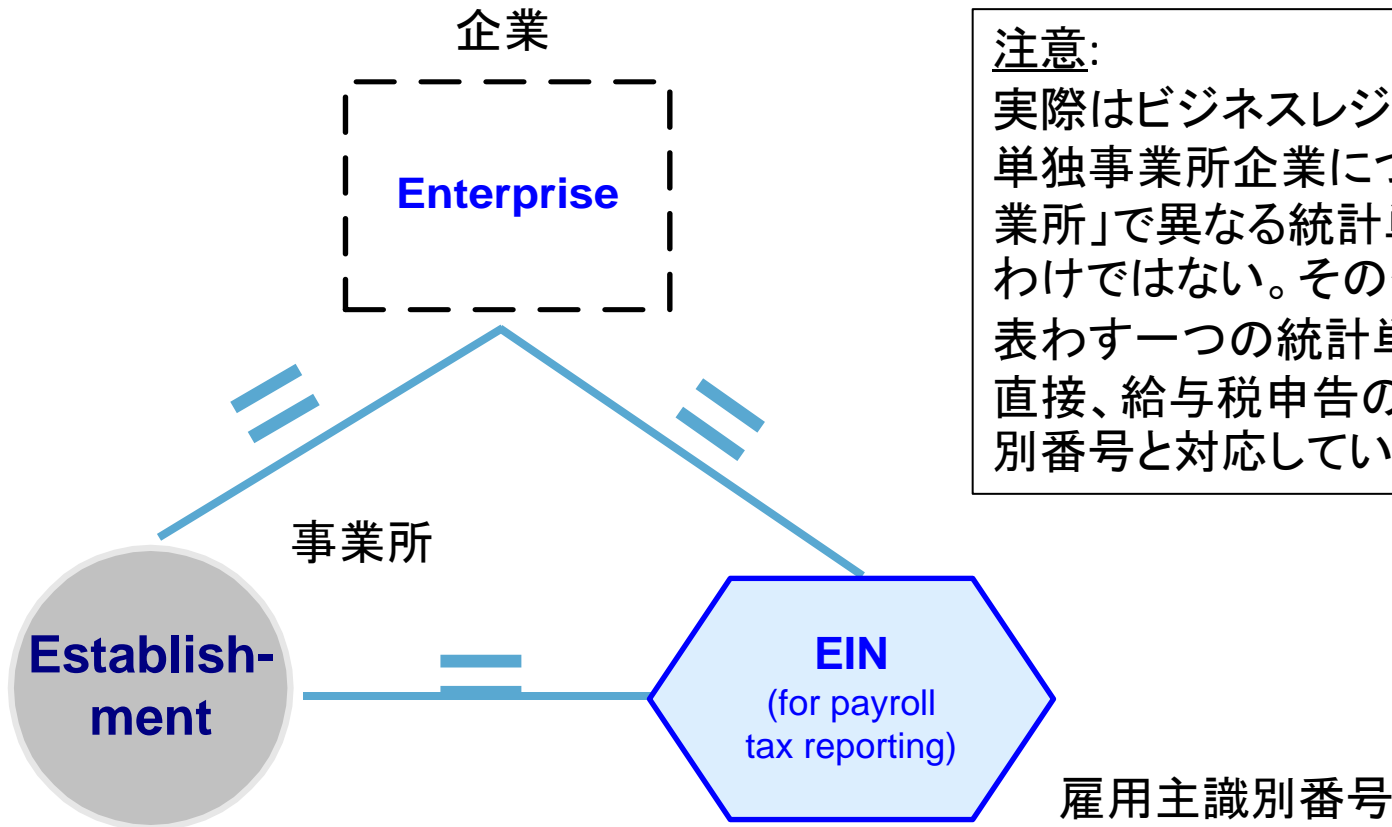 企業
Enterprise
注意:
実際はビジネスレジ
単独事業所企業に
業所」で異なる統計
わけではない。その
表わす一つの統計
直接、給与税申告の
別番号と対応してい
事業所
Establish-
ment
EIN
(for payroll
tax reporting)
雇用主識別番号